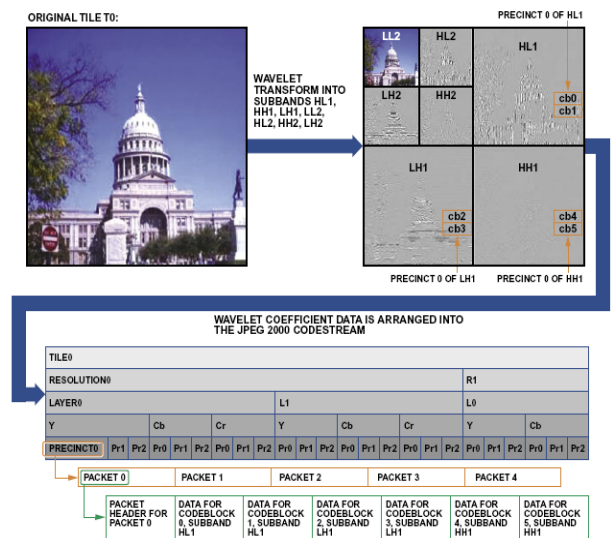 ORIGINAL TILE T0:
PRECINCT 0 OF HL1
WAVELET
TRANSFORM INTO
SUBBANDS HL1,
HH1, LH1, LL2,
HL2, HH2, LH2
LL2
HL2
HL1
LH2
HH2
cb0
cb1
LH1
HH1
cb2
cb3
cb4
cb5
PRECINCT 0 OF LH1
PRECINCT 0 OF HH1
WAVELET COEFFICIENT DATA IS ARRANGED INTO
THE JPEG 2000 CODESTREAM
TILE0
RESOLUTION0 R1
LAYER0 L1 L0
Y Cb Cr Y Cb Cr Y Cb
PRECINCT0 Pr1 Pr2 Pr0 Pr1 Pr2 Pr0 Pr1 Pr2 Pr0 Pr1 Pr2 Pr0 Pr1 Pr2 Pr0 Pr1 Pr2 Pr0 Pr1 Pr2 Pr0 Pr1 Pr2
PACKET 0 PACKET 1 PACKET 2 PACKET 3 PACKET 4
PACKET HEADER FOR PACKET 0
DATA FOR CODEBLOCK 0, SUBBAND HL1
DATA FOR CODEBLOCK 1, SUBBAND HL1
DATA FOR CODEBLOCK 2, SUBBAND LH1
DATA FOR CODEBLOCK 3, SUBBAND LH1
DATA FOR CODEBLOCK 4, SUBBAND HH1
DATA FOR CODEBLOCK 5, SUBBAND HH1